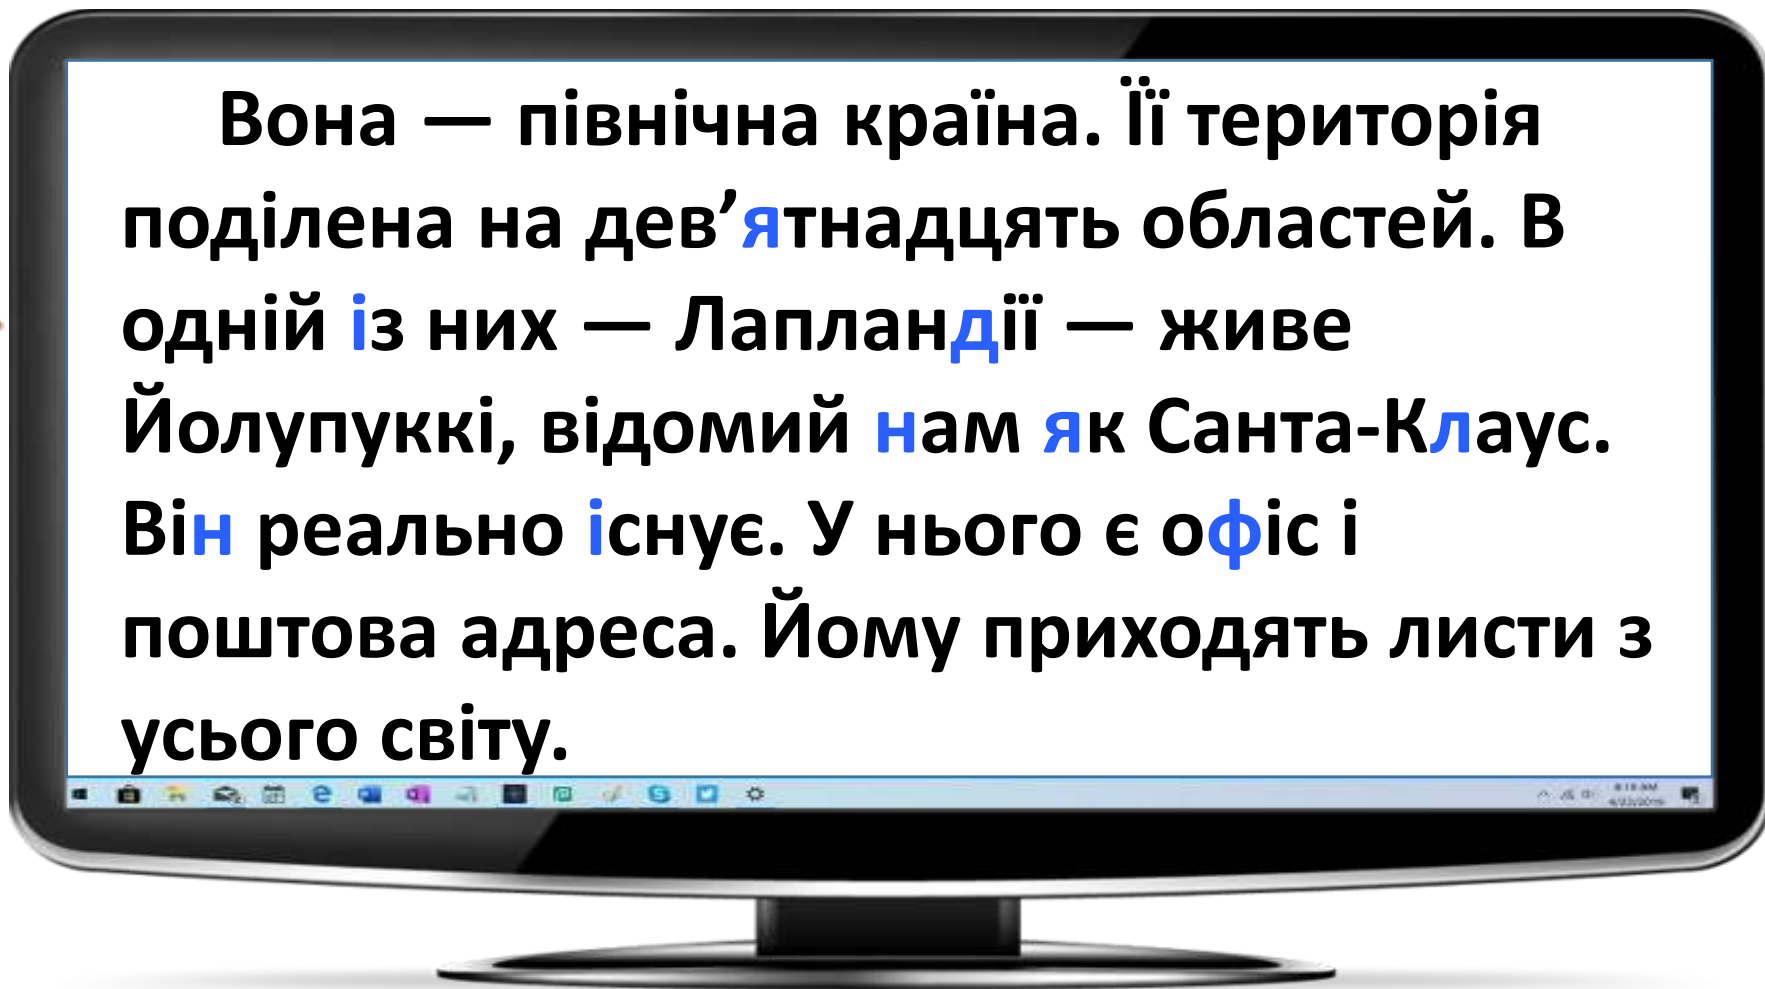 Вона — північна країна. Її територія
поділена на дев’ятнадцять областей. В
одній із них — Лапландії — живе
Йолупуккі, відомий нам як Санта-Клаус.
Він реально існує. У нього є офіс і
поштова адреса. Йому приходять листи з
усього світу.